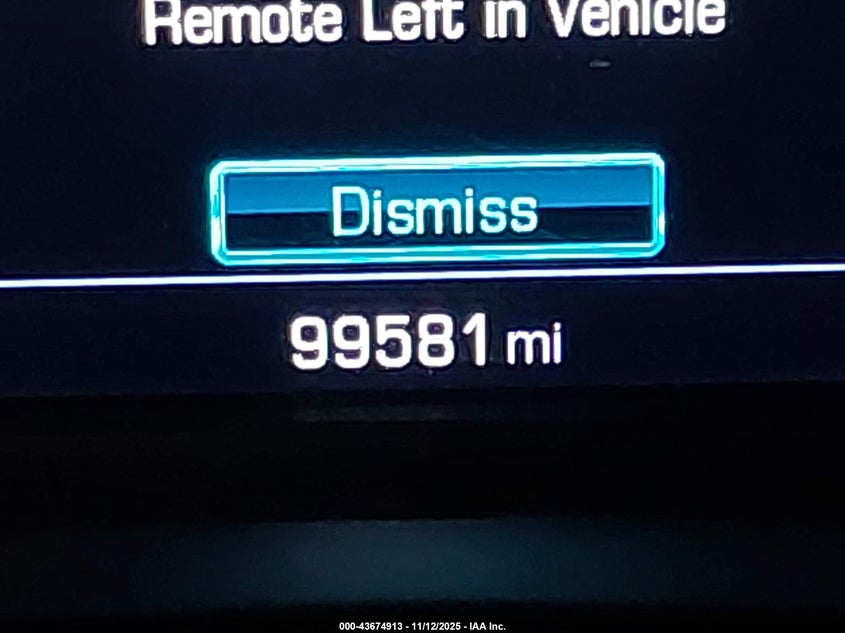 Remote Left in Vehicle
Dismiss
99581 mi
000-43674913 - 11/12/2025 - IAA Inc.